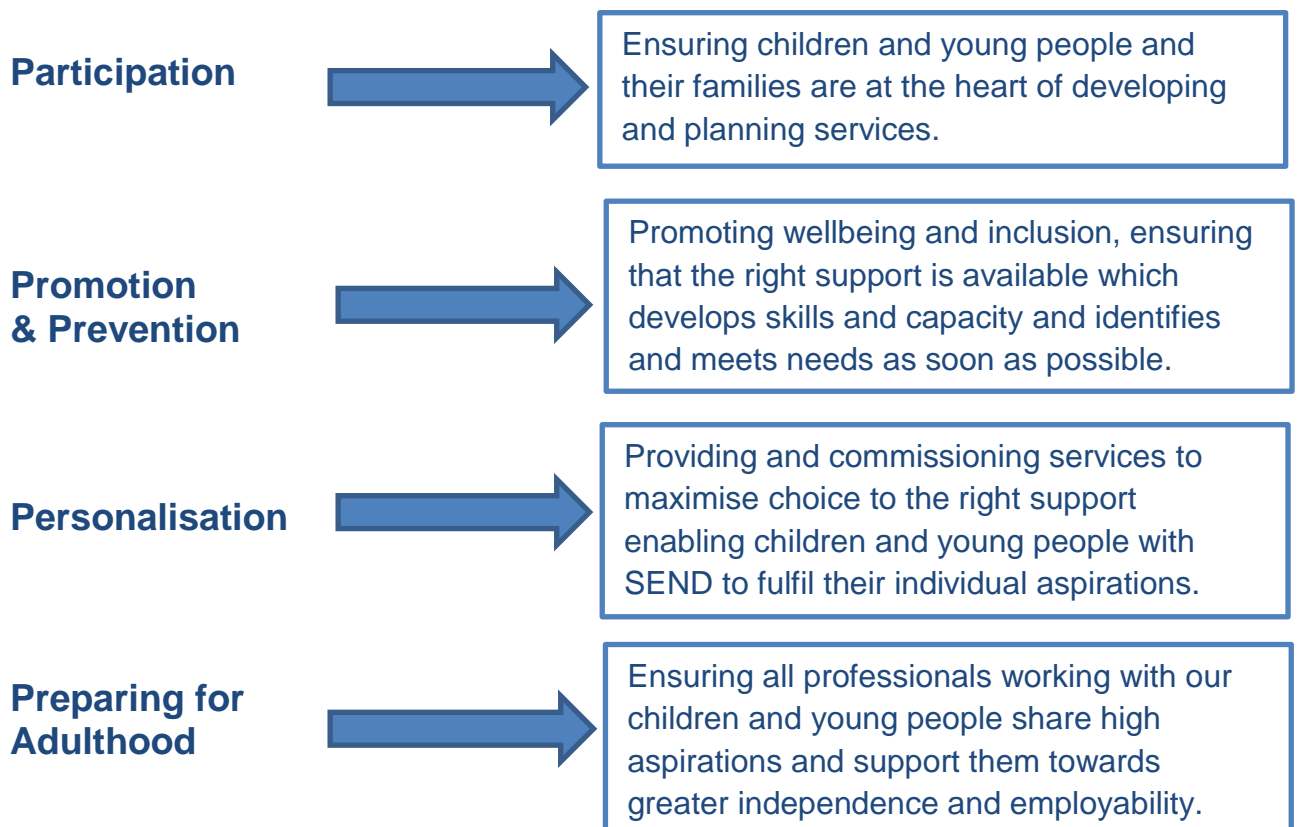 Participation
Ensuring children and young people and
their families are at the heart of developing
and planning services.
Promotion
& Prevention
Promoting wellbeing and inclusion, ensuring
that the right support is available which
develops skills and capacity and identifies
and meets needs as soon as possible.
Personalisation
Providing and commissioning services to
maximise choice to the right support
enabling children and young people with
SEND to fulfil their individual aspirations.
Preparing for
Adulthood
Ensuring all professionals working with our
children and young people share high
aspirations and support them towards
greater independence and employability.